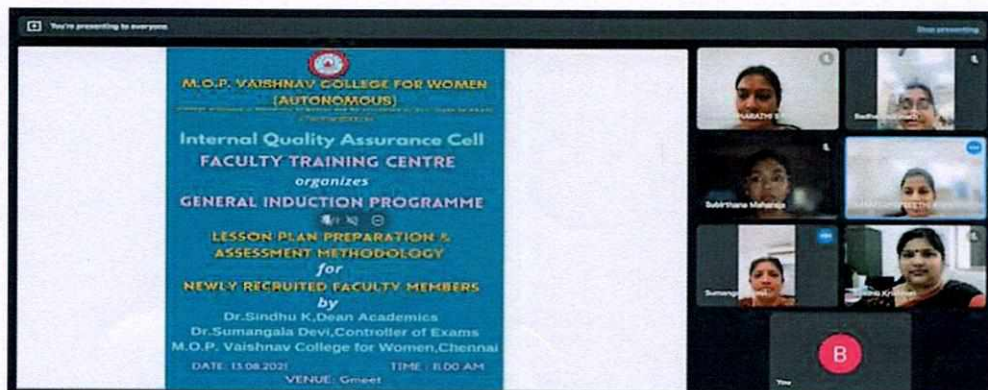 You're presenting to everyone
Stop presenting
M.O.P. VAISHNAV COLLEGE FOR WOMEN
(AUTONOMOUS)
Internal Quality Assurance Cell
FACULTY TRAINING CENTRE
organizes
GENERAL INDUCTION PROGRAMME
LESSON PLAN PREPARATION &
ASSESSMENT METHODOLOGY
for
NEWLY RECRUITED FACULTY MEMBERS
by
Dr.Sindhu K,Dean Academics
Dr.Sumangala Devi,Controller of Exams
M.O.P. Vaishnav College for Women,Chennai
DATE: 13.08.2021 TIME : 8.00 AM
VENUE: Gmeet
Subirthana Maharaja
B
You